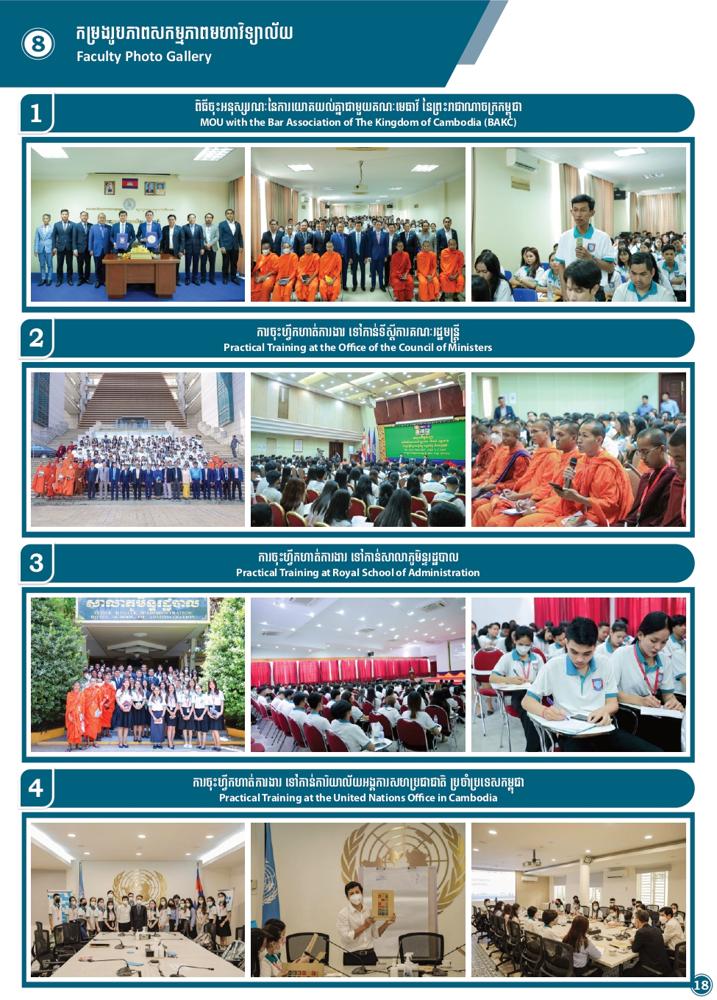 8
កម្រងរូបភាពសកម្មភាពមហាវិទ្យាល័យ
Faculty Photo Gallery
1
ពិធីចុះអនុស្សរណៈនៃការយោគយល់គ្នាជាមួយគណៈមេធាវី នៃព្រះរាជាណាចក្រកម្ពុជា
MOU with the Bar Association of The Kingdom of Cambodia (BAKC)
2
ការចុះហ្វឹកហាត់ការងារ ទៅកាន់ទីស្តីការគណៈរដ្ឋមន្ត្រី
Practical Training at the Office of the Council of Ministers
3
ការចុះហ្វឹកហាត់ការងារ ទៅកាន់សាលាភូមិន្ទរដ្ឋបាល
Practical Training at Royal School of Administration
សាលាភូមិន្ទរដ្ឋបាល
4
ការចុះហ្វឹកហាត់ការងារ ទៅកាន់ការិយាល័យអង្គការសហប្រជាជាតិ ប្រចាំប្រទេសកម្ពុជា
Practical Training at the United Nations Office in Cambodia
18